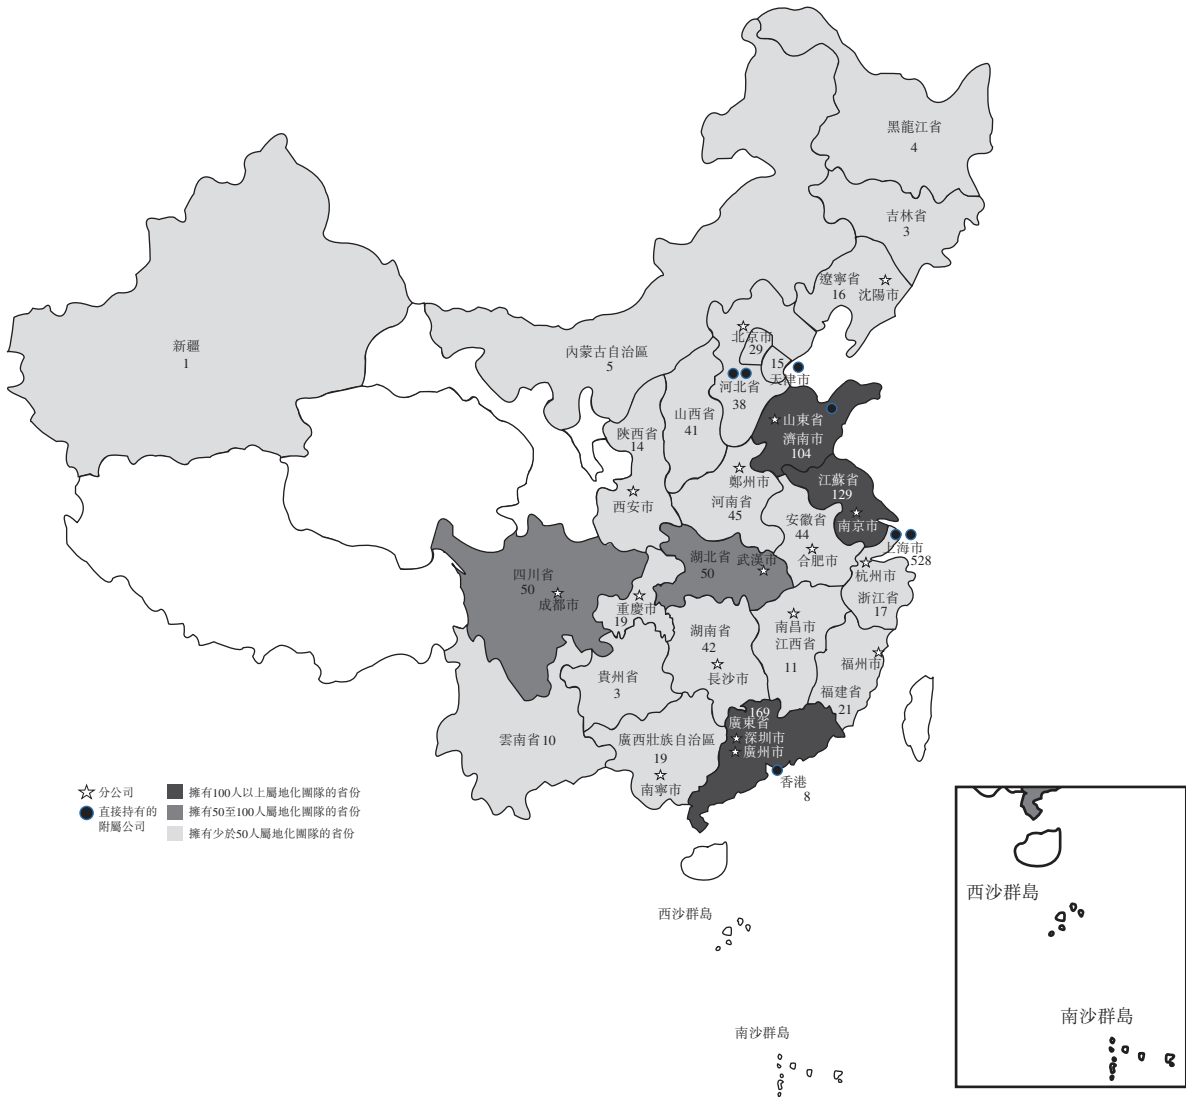 黑龍江省
4
吉林省
3
遼寧省
16
瀋陽市
新疆
1
內蒙古自治區
5
北京市
29
15
天津市
河北省
38
山西省
41
陝西省
14
西安市
山東省
濟南市
104
鄭州市
河南省
45
江蘇省
129
南京市
安徽省
44
合肥市
上海市
528
杭州市
浙江省
17
湖北省
50
武漢市
四川省
50
成都市
重慶市
19
湖南省
42
長沙市
南昌市
江西省
11
福州市
福建省
21
貴州省
3
雲南省10
廣西壯族自治區
19
南寧市
169
廣東省
深圳市
廣州市
香港
8
分公司
直接持有的
附屬公司
擁有100人以上屬地化團隊的省份
擁有50至100人屬地化團隊的省份
擁有少於50人屬地化團隊的省份
西沙群島
南沙群島
西沙群島
南沙群島